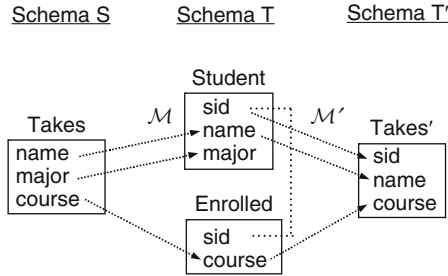 Schema S Schema T Schema T′
Student
M sid M′
Takes name Takes′
name major sid
major name
course Enrolled course
sid
course